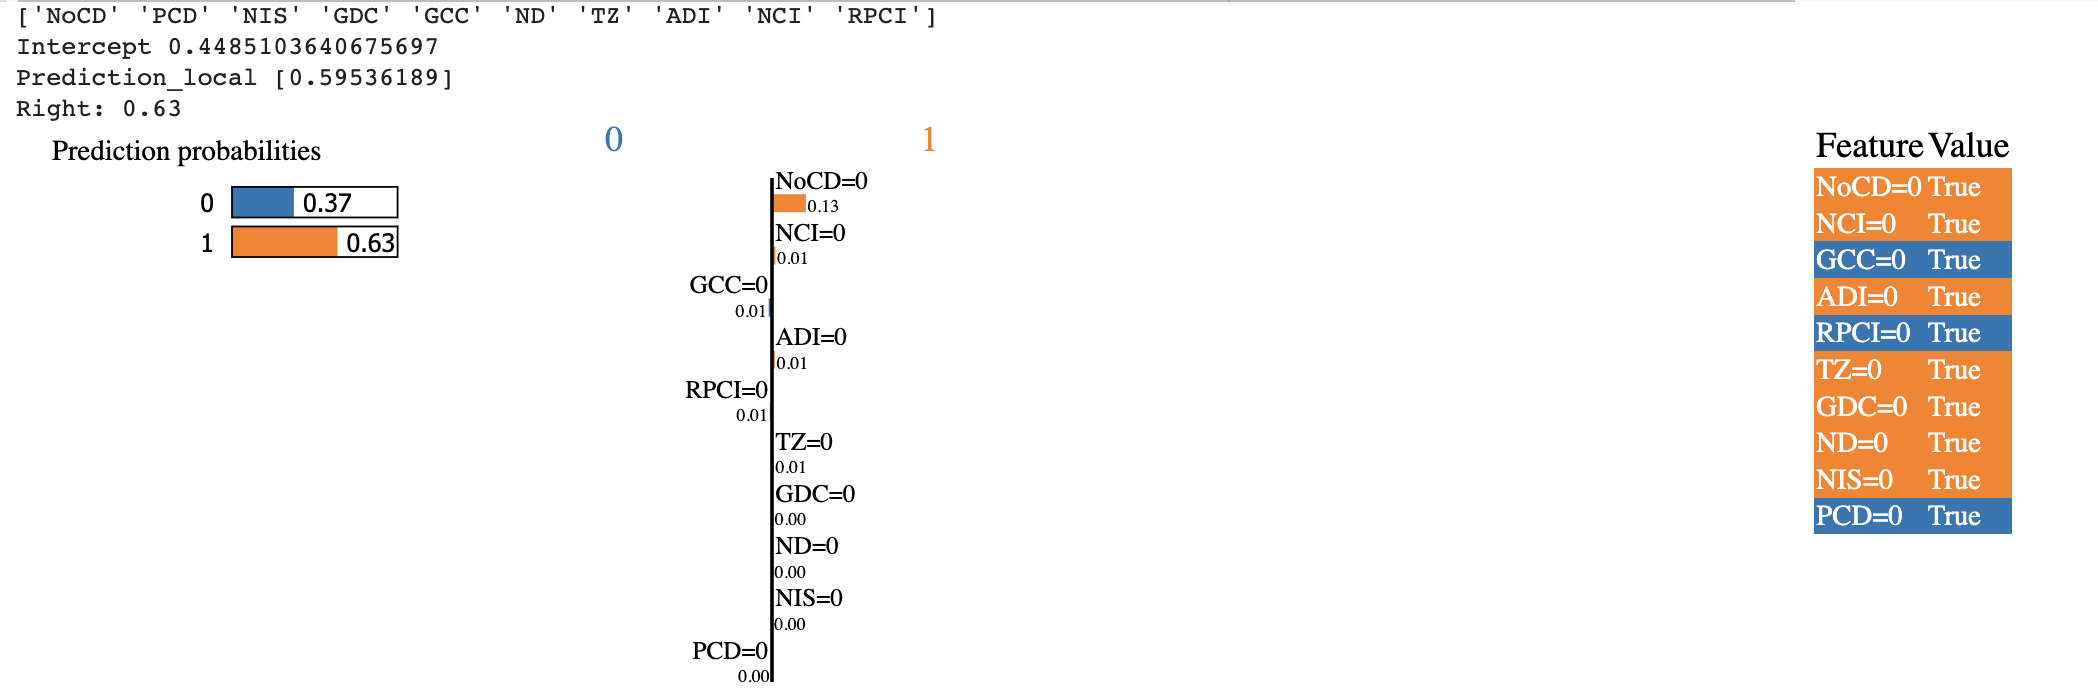 ['NoCD' 'PCD' 'NIS' 'GDC' 'GCC' 'ND' 'TZ' 'ADI' 'NCI' 'RPCI']
Intercept 0.4485103640675697
Prediction_local [0.59536189]
Right: 0.63
Prediction probabilities
0 0.37
1 0.63
0 1
NoCD=0
0.13
NCI=0
0.01
GCC=0
0.01
ADI=0
0.01
RPCI=0
0.01
TZ=0
0.01
GDC=0
0.00
ND=0
0.00
NIS=0
0.00
PCD=0
0.00
Feature Value
NoCD=0 True
NCI=0 True
GCC=0 True
ADI=0 True
RPCI=0 True
TZ=0 True
GDC=0 True
ND=0 True
NIS=0 True
PCD=0 True